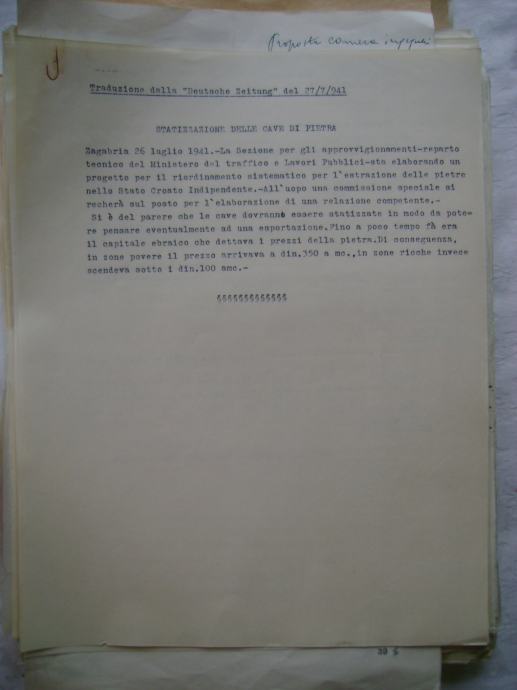 Proposta camera ingegneri
Traduzione dalla "Deutsche Zeitung" del 27/7/941
STATIZZAZIONE DELLE CAVE DI PIETRA
Zagabria 26 luglio 1941.-La Sezione per gli approvvigionamenti-reparto
tecnico del Ministero del traffico e Lavori Pubblici-sta elaborando un
progetto per il riordinamento sistematico per l'estrazione delle pietre
nello Stato Croato Indipendente.-All'uopo una commissione speciale si
recherà sul posto per l'elaborazione di una relazione competente.-
Si è del parere che le cave dovranno essere statizzate in modo da pote=
re pensare eventualmente ad una esportazione.Fino a poco tempo fà era
il capitale ebraico che dettava i prezzi della pietra.Di conseguenza,
in zone povere il prezzo arrivava a din.350 a mc.,in zone ricche invece
scendeva sotto i din.100 amc.-
§§§§§§§§§§§§§